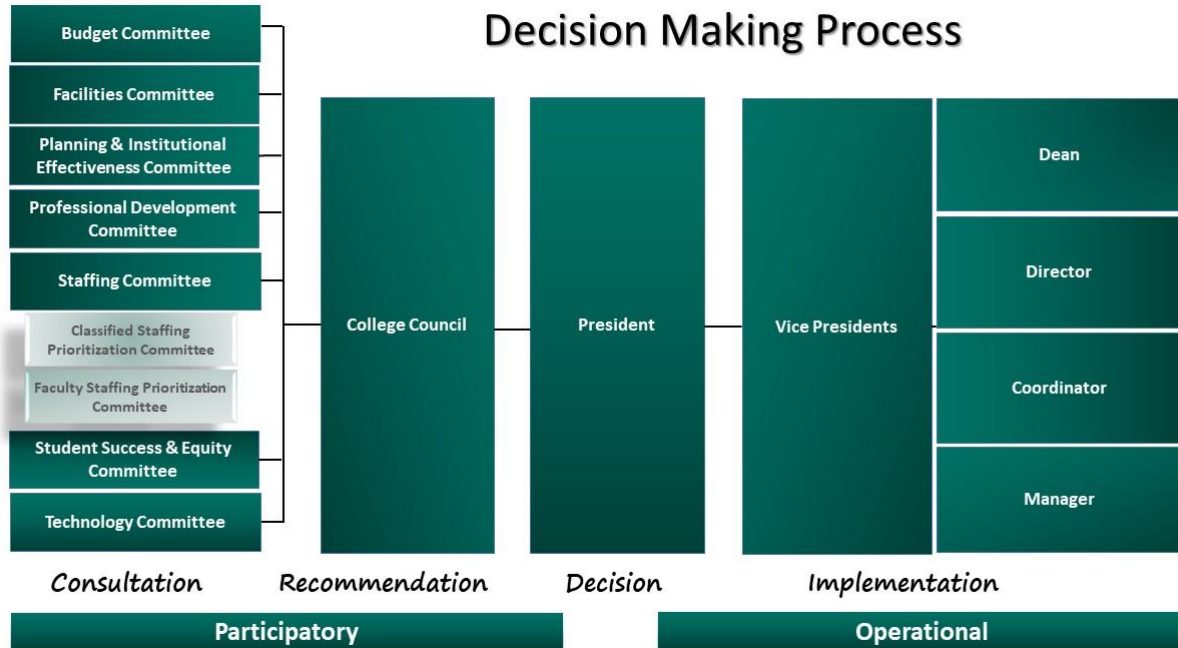 Decision Making Process
Budget Committee
Facilities Committee
Planning & Institutional
Effectiveness Committee
Professional Development
Committee
Staffing Committee
Classified Staffing
Prioritization Committee
Faculty Staffing Prioritization
Committee
Student Success & Equity
Committee
Technology Committee
College Council
President
Vice Presidents
Dean
Director
Coordinator
Manager
Consultation
Recommendation
Decision
Implementation
Participatory
Operational